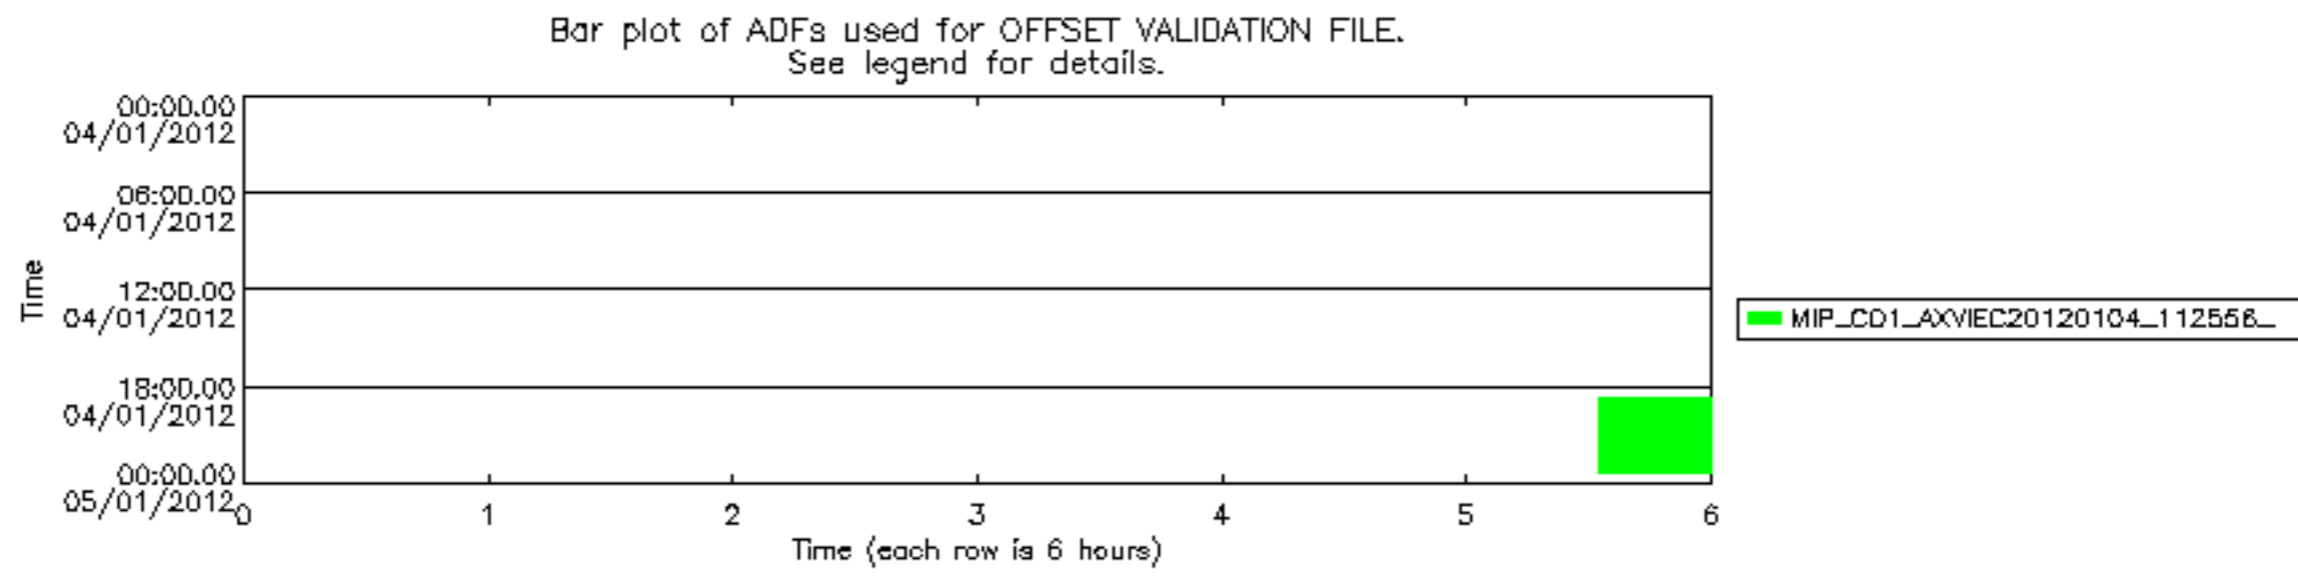 Bar plot of ADFs used for OFFSET VALIDATION FILE.
See legend for details.
00:00.00
04/01/2012
06:00.00
04/01/2012
12:00.00
04/01/2012
18:00.00
04/01/2012
00:00.00
05/01/2012
Time
0 1 2 3 4 5 6
Time (each row is 6 hours)
MIP_CO1_AXVIEC20120104_112556_